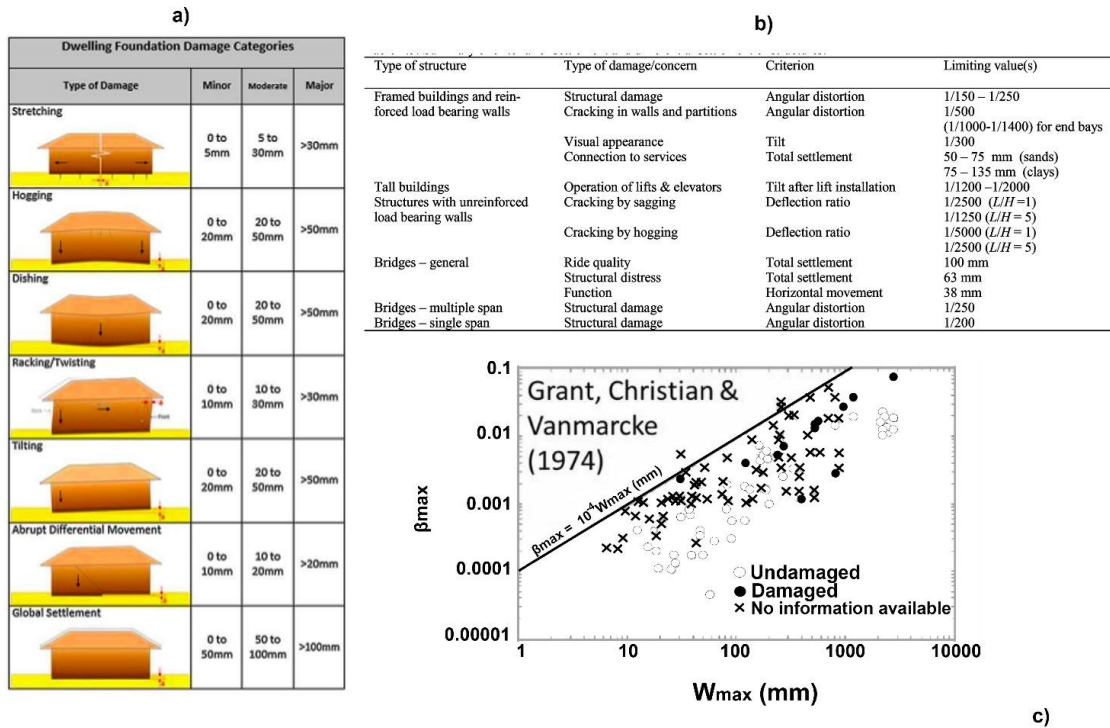 a)
Dwelling Foundation Damage Categories
Type of Damage Minor Moderate Major
Stretching
0 to 5mm
5 to 30mm
>30mm
Hogging
0 to 20mm
20 to 50mm
>50mm
Dishing
0 to 20mm
20 to 50mm
>50mm
Racking/Twisting
0 to 10mm
10 to 30mm
>30mm
Tilting
0 to 20mm
20 to 50mm
>50mm
Abrupt Differential Movement
0 to 10mm
10 to 20mm
>20mm
Global Settlement
0 to 50mm
50 to 100mm
>100mm
b)
Type of structure Type of damage/concern Criterion Limiting value(s)
Framed buildings and rein- Structural damage Angular distortion 1/150 – 1/250
forced load bearing walls Cracking in walls and partitions Angular distortion 1/500
(1/1000-1/1400) for end bays
Visual appearance Tilt 1/300
Connection to services Total settlement 50 – 75 mm (sands)
75 – 135 mm (clays)
Tall buildings Operation of lifts & elevators Tilt after lift installation 1/1200 –1/2000
Structures with unreinforced Cracking by sagging Deflection ratio 1/2500 (L/H =1)
load bearing walls 1/1250 (L/H = 5)
Cracking by hogging Deflection ratio 1/5000 (L/H = 1)
1/2500 (L/H = 5)
Bridges – general Ride quality Total settlement 100 mm
Structural distress Total settlement 63 mm
Function Horizontal movement 38 mm
Bridges – multiple span Structural damage Angular distortion 1/250
Bridges – single span Structural damage Angular distortion 1/200
Grant, Christian &
Vanmarcke
(1974)
βmax = 10⁻⁴Wmax (mm)
Undamaged
Damaged
No information available
βmax
0.1
0.01
0.001
0.0001
0.00001
1 10 100 1000 10000
Wmax (mm)
c)